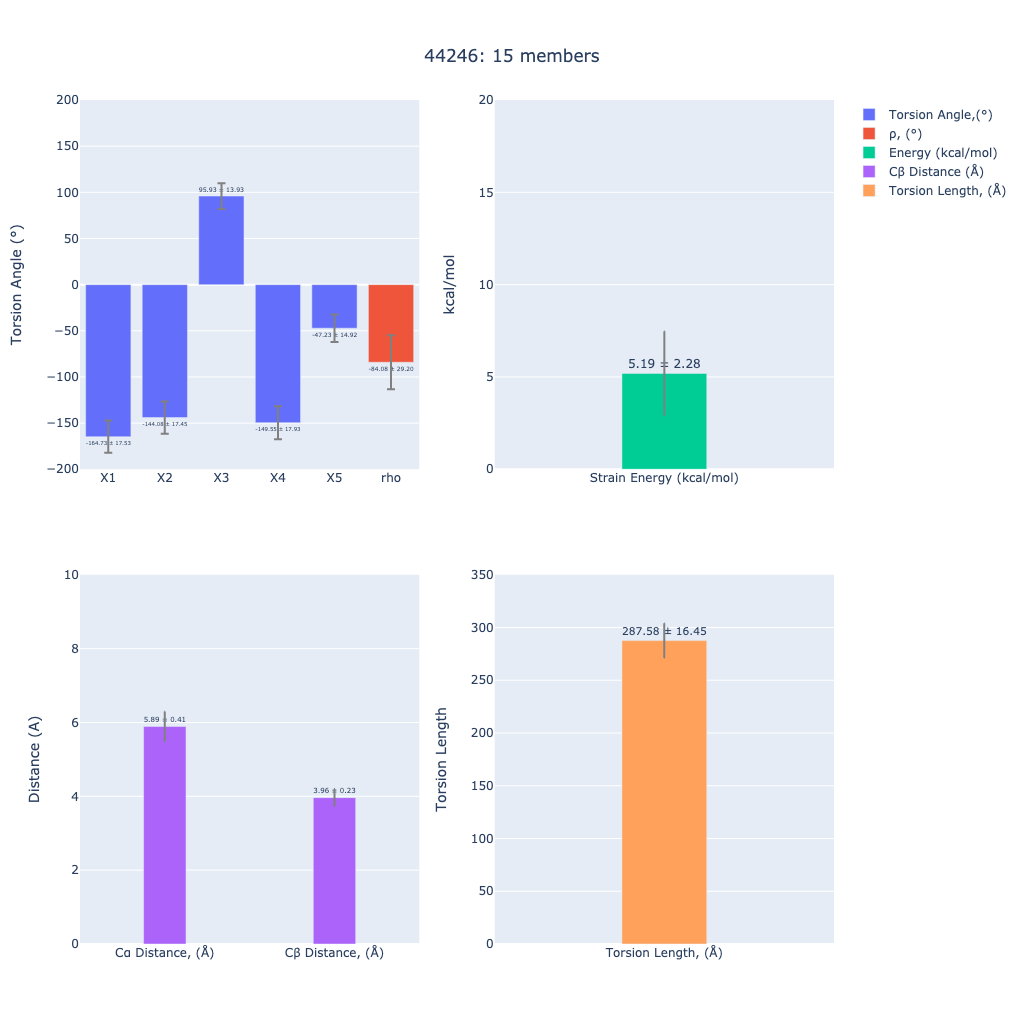 44246: 15 members
Torsion Angle (°)
200
150
100
50
0
−50
−100
−150
−200
95.93 ± 13.93
-47.23 ± 14.92
-84.08 ± 29.20
-144.08 ± 17.45
-149.55 ± 17.93
-164.73 ± 17.53
X1 X2 X3 X4 X5 rho
kcal/mol
20
15
10
5
0
5.19 ± 2.28
Strain Energy (kcal/mol)
Torsion Angle,(°)
ρ, (°)
Energy (kcal/mol)
Cβ Distance (Å)
Torsion Length, (Å)
Distance (A)
10
8
6
4
2
0
5.89 ± 0.41
3.96 ± 0.23
Cα Distance, (Å) Cβ Distance, (Å)
Torsion Length
350
300
250
200
150
100
50
0
287.58 ± 16.45
Torsion Length, (Å)